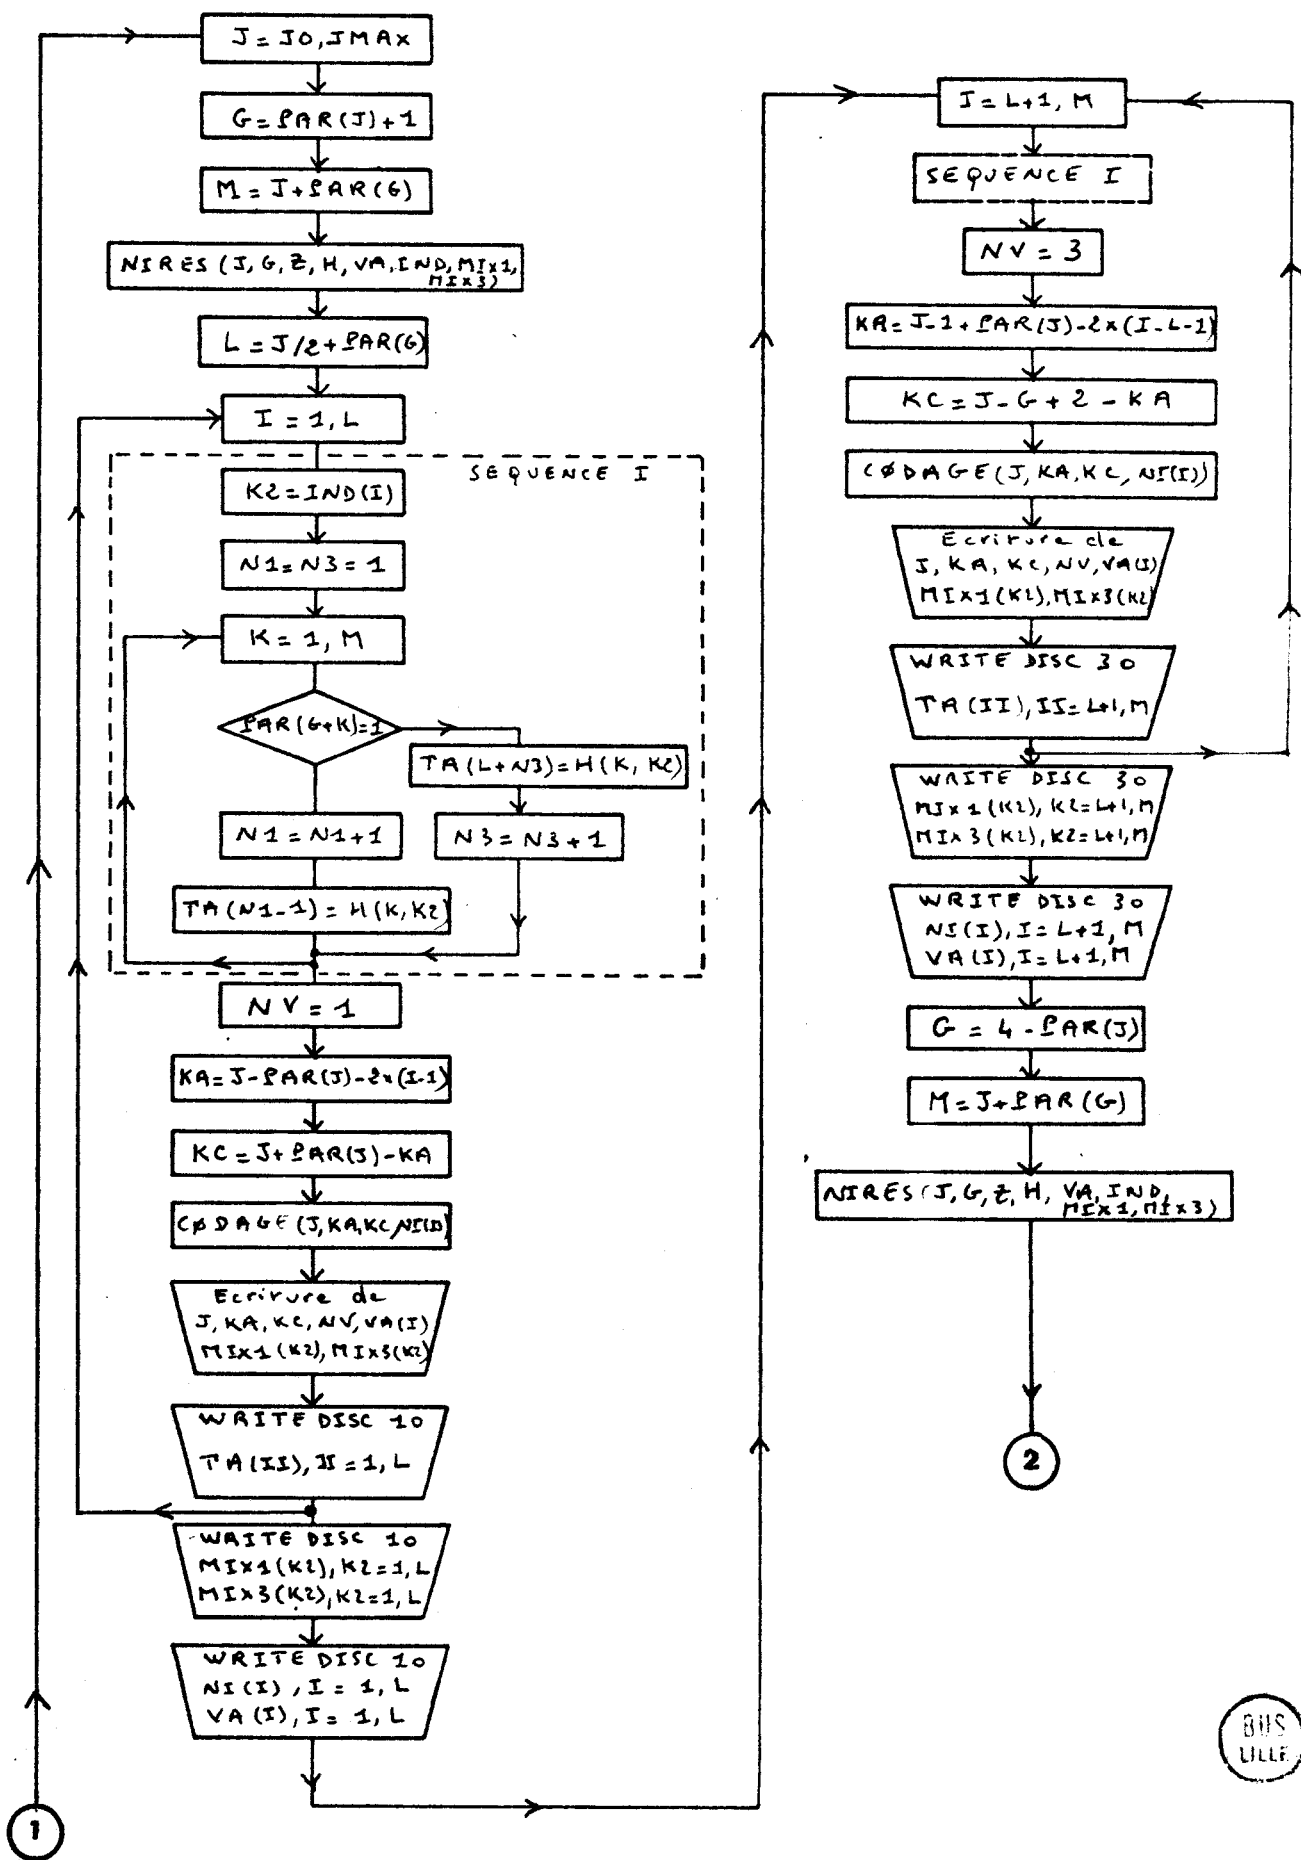 J = J0, JMAX
G = PAR(J)+1
M = J+PAR(G)
NIRES (J, G, Z, H, VA, IND, MIX1,
MIX3)
L = J/2 + PAR(G)
I = 1, L
SEQUENCE I
K2 = IND(I)
N1 = N3 = 1
K = 1, M
PAR(G+K)=1
TA(L+N3) = H(K, K2)
N1 = N1+1
N3 = N3+1
TA(N1-1) = H(K, K2)
NV = 1
KA = J-PAR(J)-2x(I-1)
KC = J+PAR(J)-KA
CØDAGE (J, KA, KC, NI(I))
Ecriture de
J, KA, KC, NV, VA(I)
MIX1(K2), MIX3(K2)
WRITE DISC 10
TA(II), II = 1, L
WRITE DISC 10
MIX1(K2), K2=1, L
MIX3(K2), K2=1, L
WRITE DISC 10
NI(I), I = 1, L
VA(I), I = 1, L
1
I = L+1, M
SEQUENCE I
NV = 3
KA = J-1+PAR(J)-2x(I-L-1)
KC = J-G+2-KA
CØDAGE (J, KA, KC, NI(I))
Ecriture de
J, KA, KC, NV, VA(I)
MIX1(K2), MIX3(K2)
WRITE DISC 30
TA(II), II=L+1, M
WRITE DISC 30
MIX1(K2), K2=L+1, M
MIX3(K2), K2=L+1, M
WRITE DISC 30
NI(I), I = L+1, M
VA(I), I = L+1, M
G = 4 - PAR(J)
M = J+PAR(G)
NIRES (J, G, Z, H, VA, IND,
MIX1, MIX3)
2
BUS
LILLE